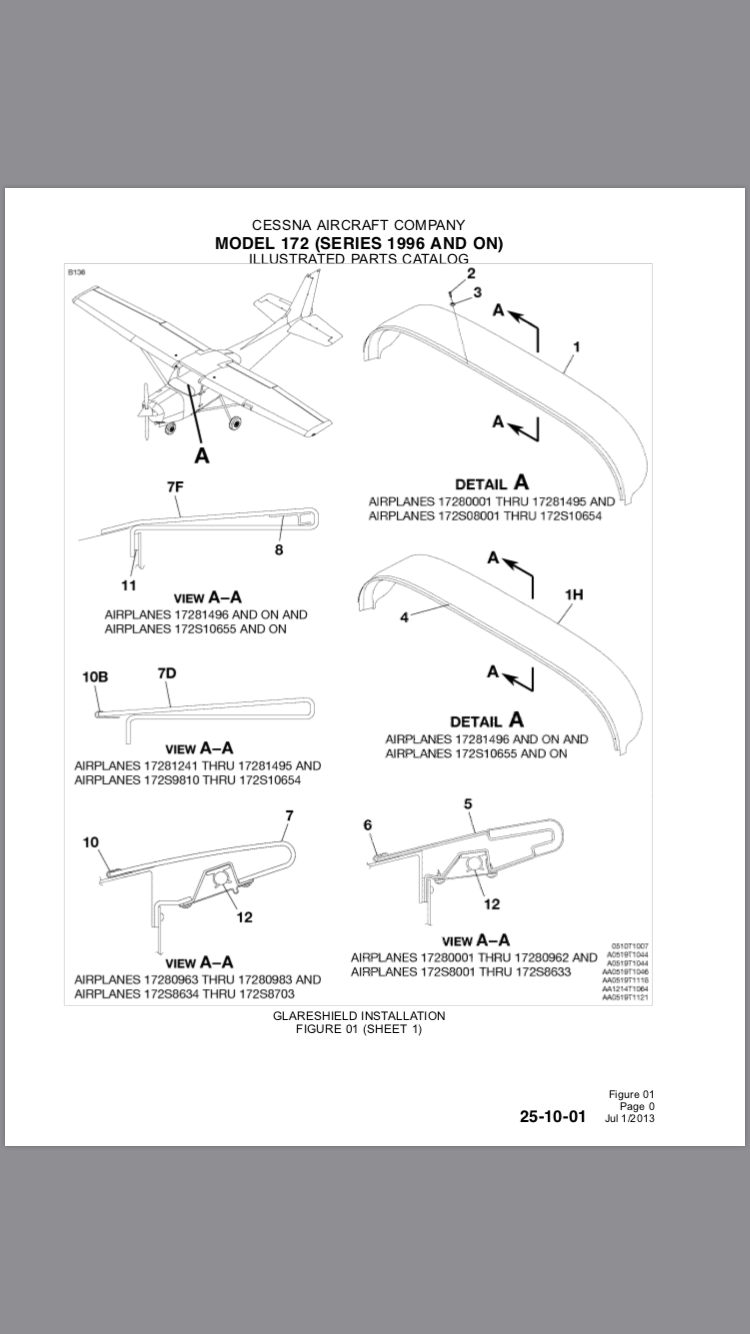 CESSNA AIRCRAFT COMPANY
MODEL 172 (SERIES 1996 AND ON)
ILLUSTRATED PARTS CATALOG
B136
2
3
A
1
A
A
DETAIL A
AIRPLANES 17280001 THRU 17281495 AND
AIRPLANES 172S08001 THRU 172S10654
7F
8
11
VIEW A–A
AIRPLANES 17281496 AND ON AND
AIRPLANES 172S10655 AND ON
A
1H
4
A
DETAIL A
AIRPLANES 17281496 AND ON AND
AIRPLANES 172S10655 AND ON
10B
7D
VIEW A–A
AIRPLANES 17281241 THRU 17281495 AND
AIRPLANES 172S9810 THRU 172S10654
7
10
12
VIEW A–A
AIRPLANES 17280963 THRU 17280983 AND
AIRPLANES 172S8634 THRU 172S8703
5
6
12
VIEW A–A
AIRPLANES 17280001 THRU 17280962 AND
AIRPLANES 172S8001 THRU 172S8633
0510T1007
A0519T1044
A0519T1044
AA0519T1046
AA0519T1118
AA1214T1064
AA0519T1121
GLARESHIELD INSTALLATION
FIGURE 01 (SHEET 1)
25-10-01
Figure 01
Page 0
Jul 1/2013